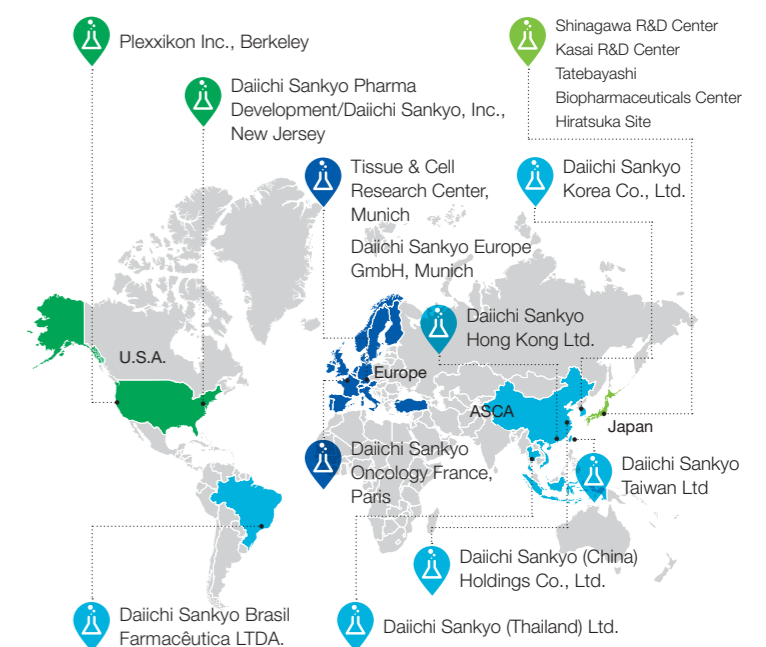 Plexxikon Inc., Berkeley
Daiichi Sankyo Pharma
Development/Daiichi Sankyo, Inc.,
New Jersey
Shinagawa R&D Center
Kasai R&D Center
Tatebayashi
Biopharmaceuticals Center
Hiratsuka Site
Tissue & Cell
Research Center,
Munich
Daiichi Sankyo Europe
GmbH, Munich
Daiichi Sankyo
Korea Co., Ltd.
Daiichi Sankyo
Hong Kong Ltd.
U.S.A.
Europe
ASCA
Japan
Daiichi Sankyo
Oncology France,
Paris
Daiichi Sankyo
Taiwan Ltd
Daiichi Sankyo (China)
Holdings Co., Ltd.
Daiichi Sankyo Brasil
Farmacêutica LTDA.
Daiichi Sankyo (Thailand) Ltd.